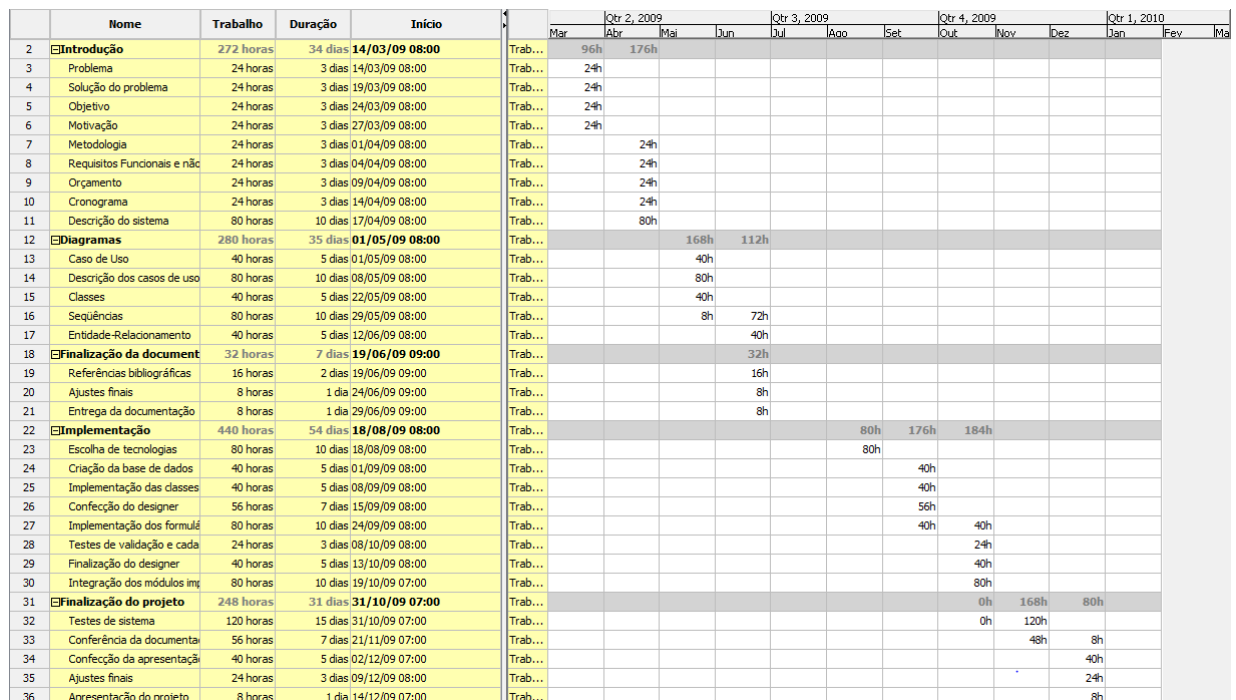 Qtr 2, 2009 Qtr 3, 2009 Qtr 4, 2009 Qtr 1, 2010
Nome Trabalho Duração Início Mar Abr Mai Jun Jul Ago Set Out Nov Dez Jan Fev Ma
2 Introdução 272 horas 34 dias 14/03/09 08:00 Trab... 96h 176h
3 Problema 24 horas 3 dias 14/03/09 08:00 Trab... 24h
4 Solução do problema 24 horas 3 dias 19/03/09 08:00 Trab... 24h
5 Objetivo 24 horas 3 dias 24/03/09 08:00 Trab... 24h
6 Motivação 24 horas 3 dias 27/03/09 08:00 Trab... 24h
7 Metodologia 24 horas 3 dias 01/04/09 08:00 Trab... 24h
8 Requisitos Funcionais e não 24 horas 3 dias 04/04/09 08:00 Trab... 24h
9 Orçamento 24 horas 3 dias 09/04/09 08:00 Trab... 24h
10 Cronograma 24 horas 3 dias 14/04/09 08:00 Trab... 24h
11 Descrição do sistema 80 horas 10 dias 17/04/09 08:00 Trab... 80h
12 Diagramas 280 horas 35 dias 01/05/09 08:00 Trab... 168h 112h
13 Caso de Uso 40 horas 5 dias 01/05/09 08:00 Trab... 40h
14 Descrição dos casos de uso 80 horas 10 dias 08/05/09 08:00 Trab... 80h
15 Classes 40 horas 5 dias 22/05/09 08:00 Trab... 40h
16 Seqüências 80 horas 10 dias 29/05/09 08:00 Trab... 8h 72h
17 Entidade-Relacionamento 40 horas 5 dias 12/06/09 08:00 Trab... 40h
18 Finalização da document 32 horas 7 dias 19/06/09 09:00 Trab... 32h
19 Referências bibliográficas 16 horas 2 dias 19/06/09 09:00 Trab... 16h
20 Ajustes finais 8 horas 1 dia 24/06/09 09:00 Trab... 8h
21 Entrega da documentação 8 horas 1 dia 29/06/09 09:00 Trab... 8h
22 Implementação 440 horas 54 dias 18/08/09 08:00 Trab... 80h 176h 184h
23 Escolha de tecnologias 80 horas 10 dias 18/08/09 08:00 Trab... 80h
24 Criação da base de dados 40 horas 5 dias 01/09/09 08:00 Trab... 40h
25 Implementação das classes 40 horas 5 dias 08/09/09 08:00 Trab... 40h
26 Confecção do designer 56 horas 7 dias 15/09/09 08:00 Trab... 56h
27 Implementação dos formulá 80 horas 10 dias 24/09/09 08:00 Trab... 40h 40h
28 Testes de validação e cada 24 horas 3 dias 08/10/09 08:00 Trab... 24h
29 Finalização do designer 40 horas 5 dias 13/10/09 08:00 Trab... 40h
30 Integração dos módulos imp 80 horas 10 dias 19/10/09 07:00 Trab... 80h
31 Finalização do projeto 248 horas 31 dias 31/10/09 07:00 Trab... 0h 168h 80h
32 Testes de sistema 120 horas 15 dias 31/10/09 07:00 Trab... 0h 120h
33 Conferência da documenta 56 horas 7 dias 21/11/09 07:00 Trab... 48h 8h
34 Confecção da apresentaçã 40 horas 5 dias 02/12/09 07:00 Trab... 40h
35 Ajustes finais 24 horas 3 dias 09/12/09 08:00 Trab... 24h
36 Apresentação do projeto 8 horas 1 dia 14/12/09 07:00 Trab... 8h